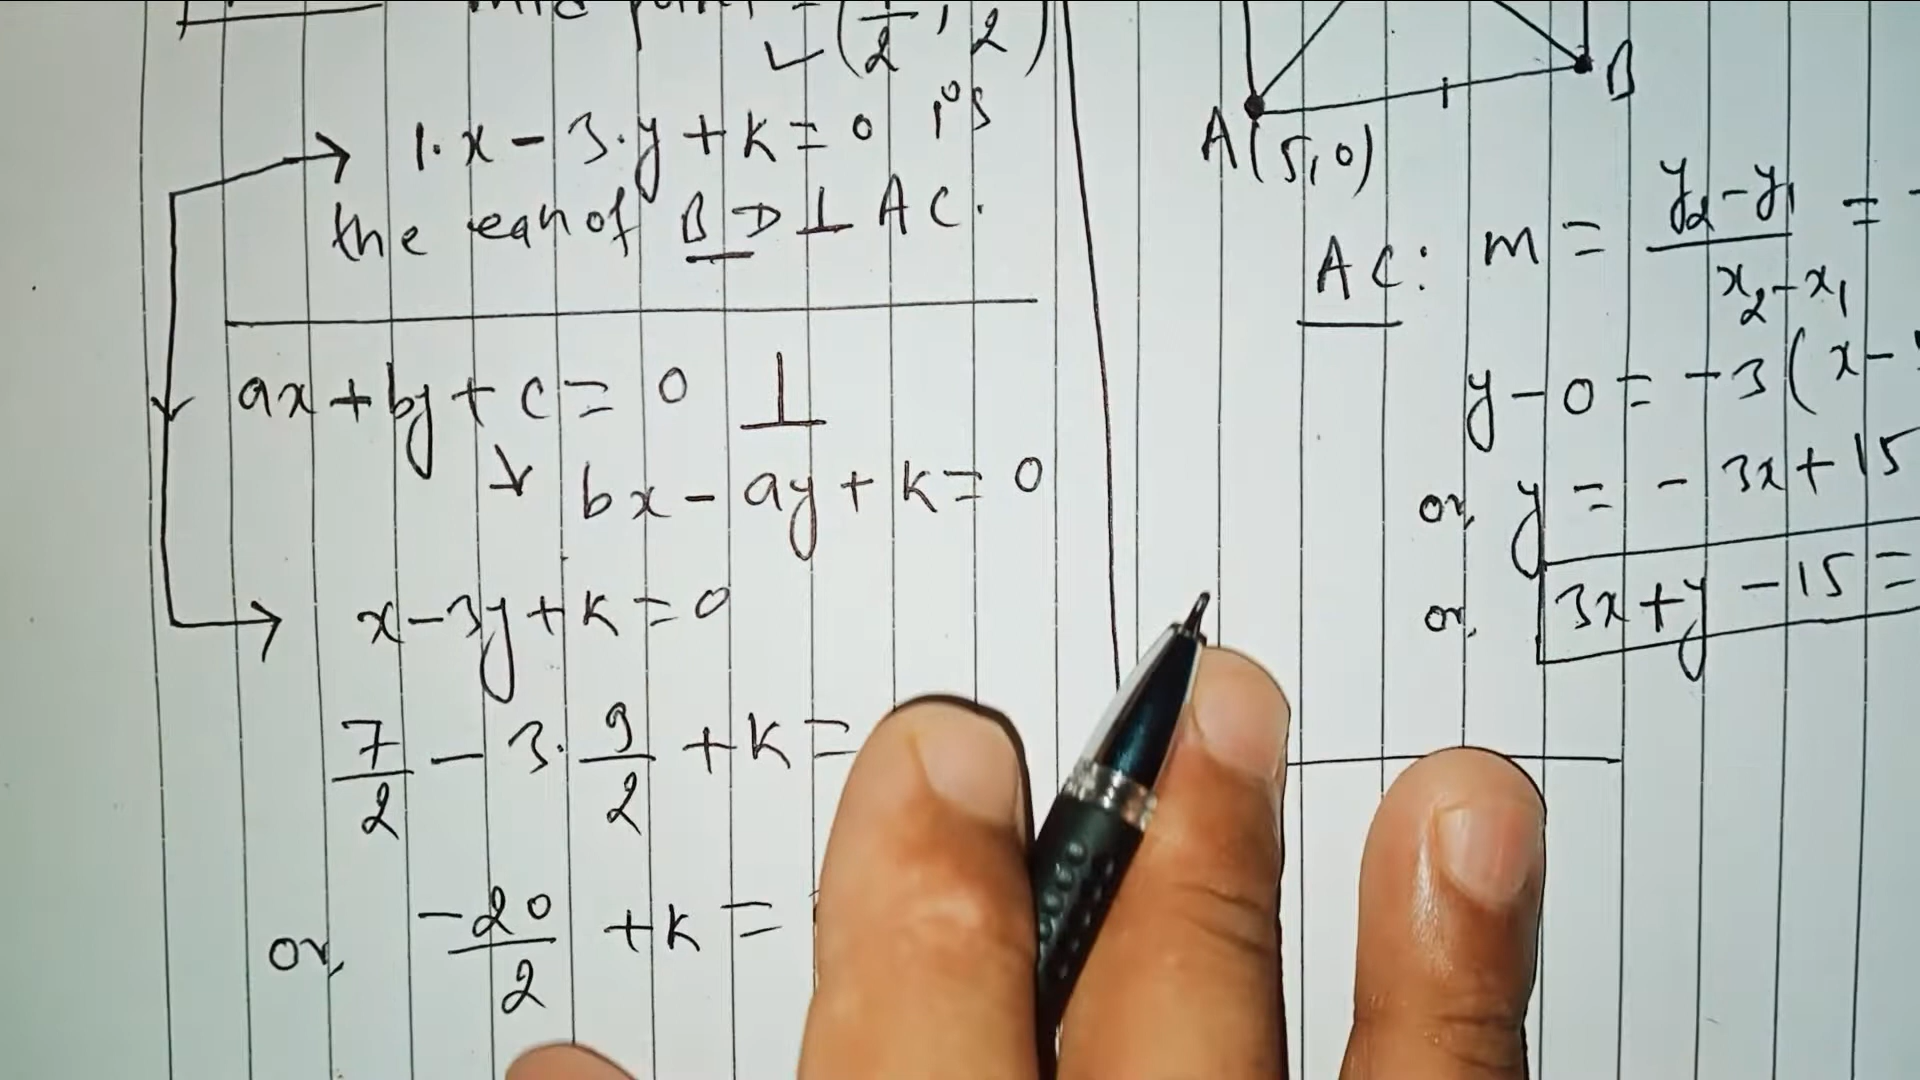 1·x - 3·y + k = 0 is
the eqn of BD ⊥ AC.
ax + by + c = 0 ⊥
bx - ay + k = 0
x - 3y + k = 0
7/2 - 3·9/2 + k =
or, -20/2 + k =
B
A(5,0)
AC: m = y2-y1/x2-x1 =
y - 0 = -3(x-
or, y = -3x + 15
or, 3x + y - 15 =